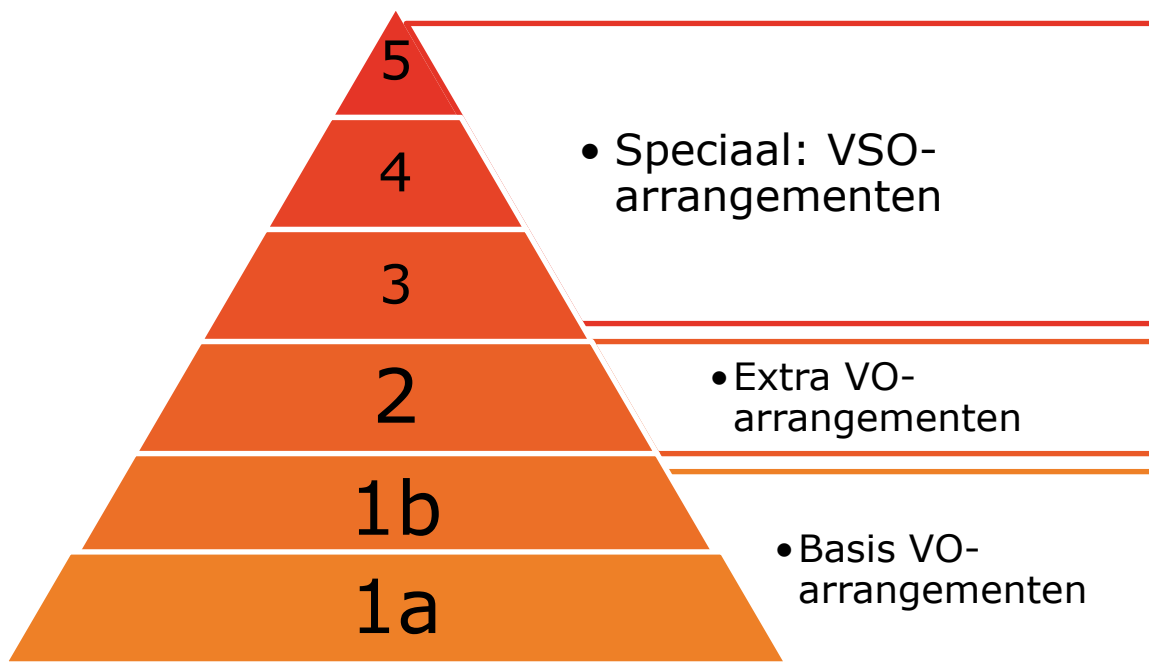 5
4
3
2
1b
1a
• Speciaal: VSO-
arrangementen
• Extra VO-
arrangementen
• Basis VO-
arrangementen